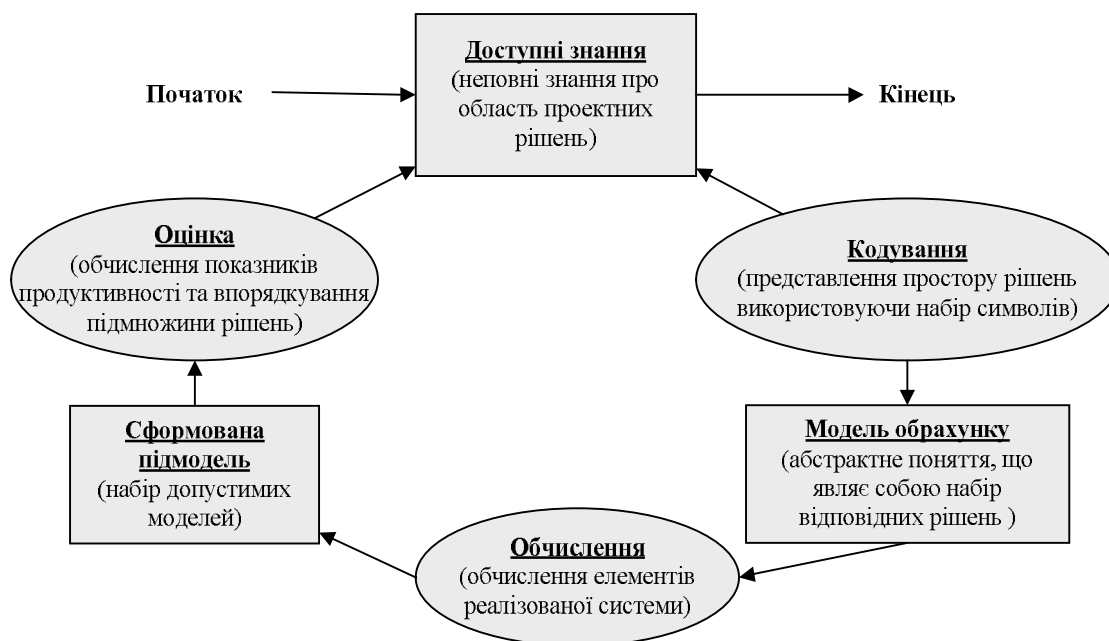 Доступні знання
(неповні знання про
область проектних
рішень)
Початок
Кінець
Оцінка
(обчислення показників
продуктивності та впорядкування
підмножини рішень)
Кодування
(представлення простору рішень
використовуючи набір символів)
Сформована
підмодель
(набір допустимих
моделей)
Модель обрахунку
(абстрактне поняття, що
являє собою набір
відповідних рішень )
Обчислення
(обчислення елементів
реалізованої системи)